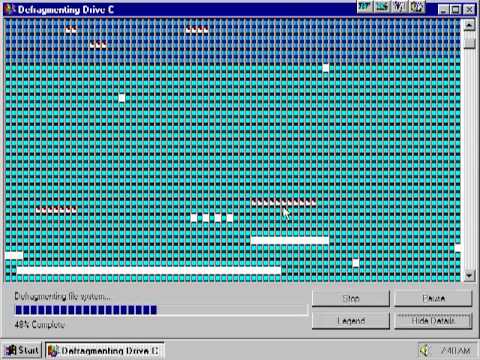 Defragmenting Drive C
Defragmenting file system...
48% Complete
Stop
Pause
Legend
Hide Details
Start
Defragmenting Drive C
7:40 AM